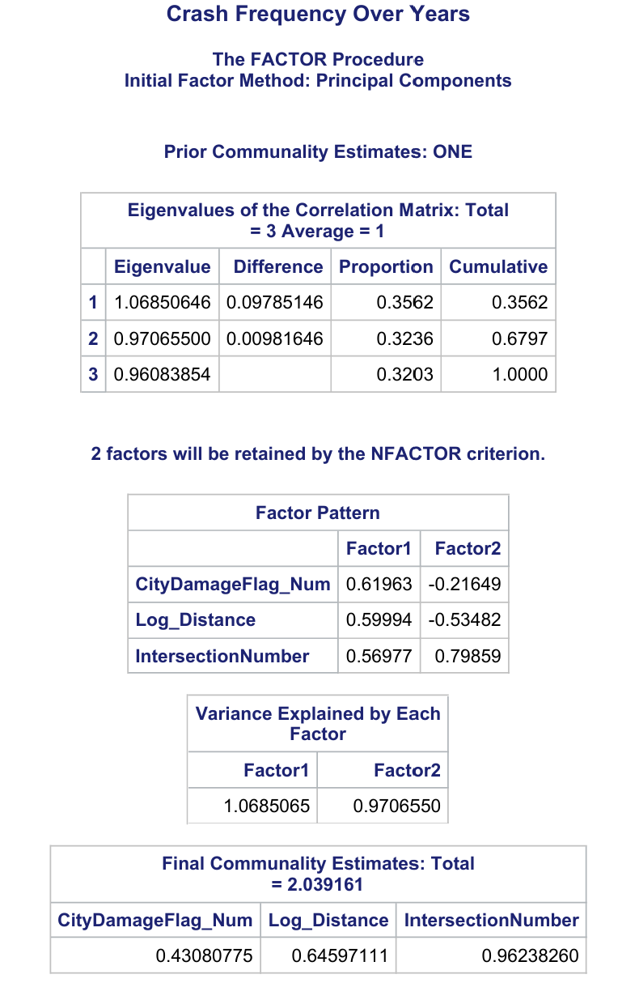 Crash Frequency Over Years
The FACTOR Procedure
Initial Factor Method: Principal Components
Prior Communality Estimates: ONE
Eigenvalues of the Correlation Matrix: Total
= 3 Average = 1
Eigenvalue Difference Proportion Cumulative
1 1.06850646 0.09785146 0.3562 0.3562
2 0.97065500 0.00981646 0.3236 0.6797
3 0.96083854 0.3203 1.0000
2 factors will be retained by the NFACTOR criterion.
Factor Pattern
Factor1 Factor2
CityDamageFlag_Num 0.61963 -0.21649
Log_Distance 0.59994 -0.53482
IntersectionNumber 0.56977 0.79859
Variance Explained by Each
Factor
Factor1 Factor2
1.0685065 0.9706550
Final Communality Estimates: Total
= 2.039161
CityDamageFlag_Num Log_Distance IntersectionNumber
0.43080775 0.64597111 0.96238260